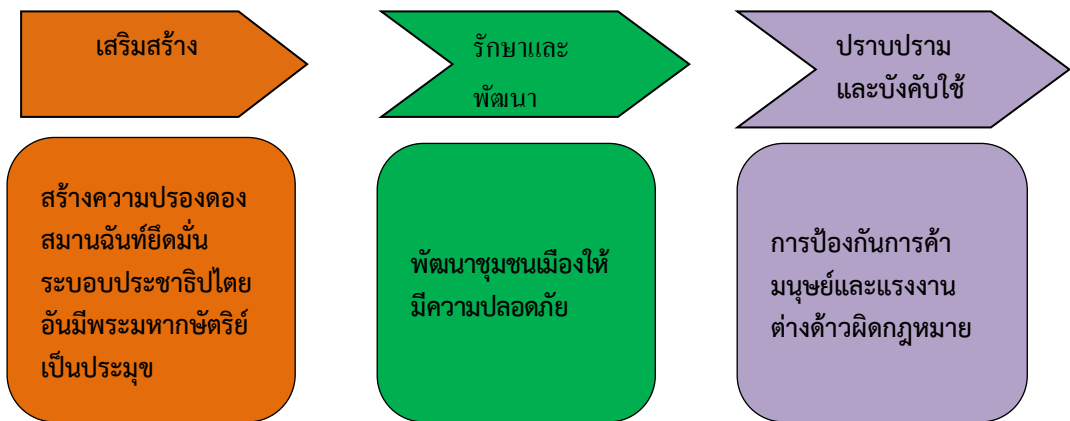 เสริมสร้าง
รักษาและ
พัฒนา
ปราบปราม
และบังคับใช้
สร้างความปรองดอง
สมานฉันท์ยึดมั่น
ระบอบประชาธิปไตย
อันมีพระมหากษัตริย์
เป็นประมุข
พัฒนาชุมชนเมืองให้
มีความปลอดภัย
การป้องกันการค้า
มนุษย์และแรงงาน
ต่างด้าวผิดกฎหมาย